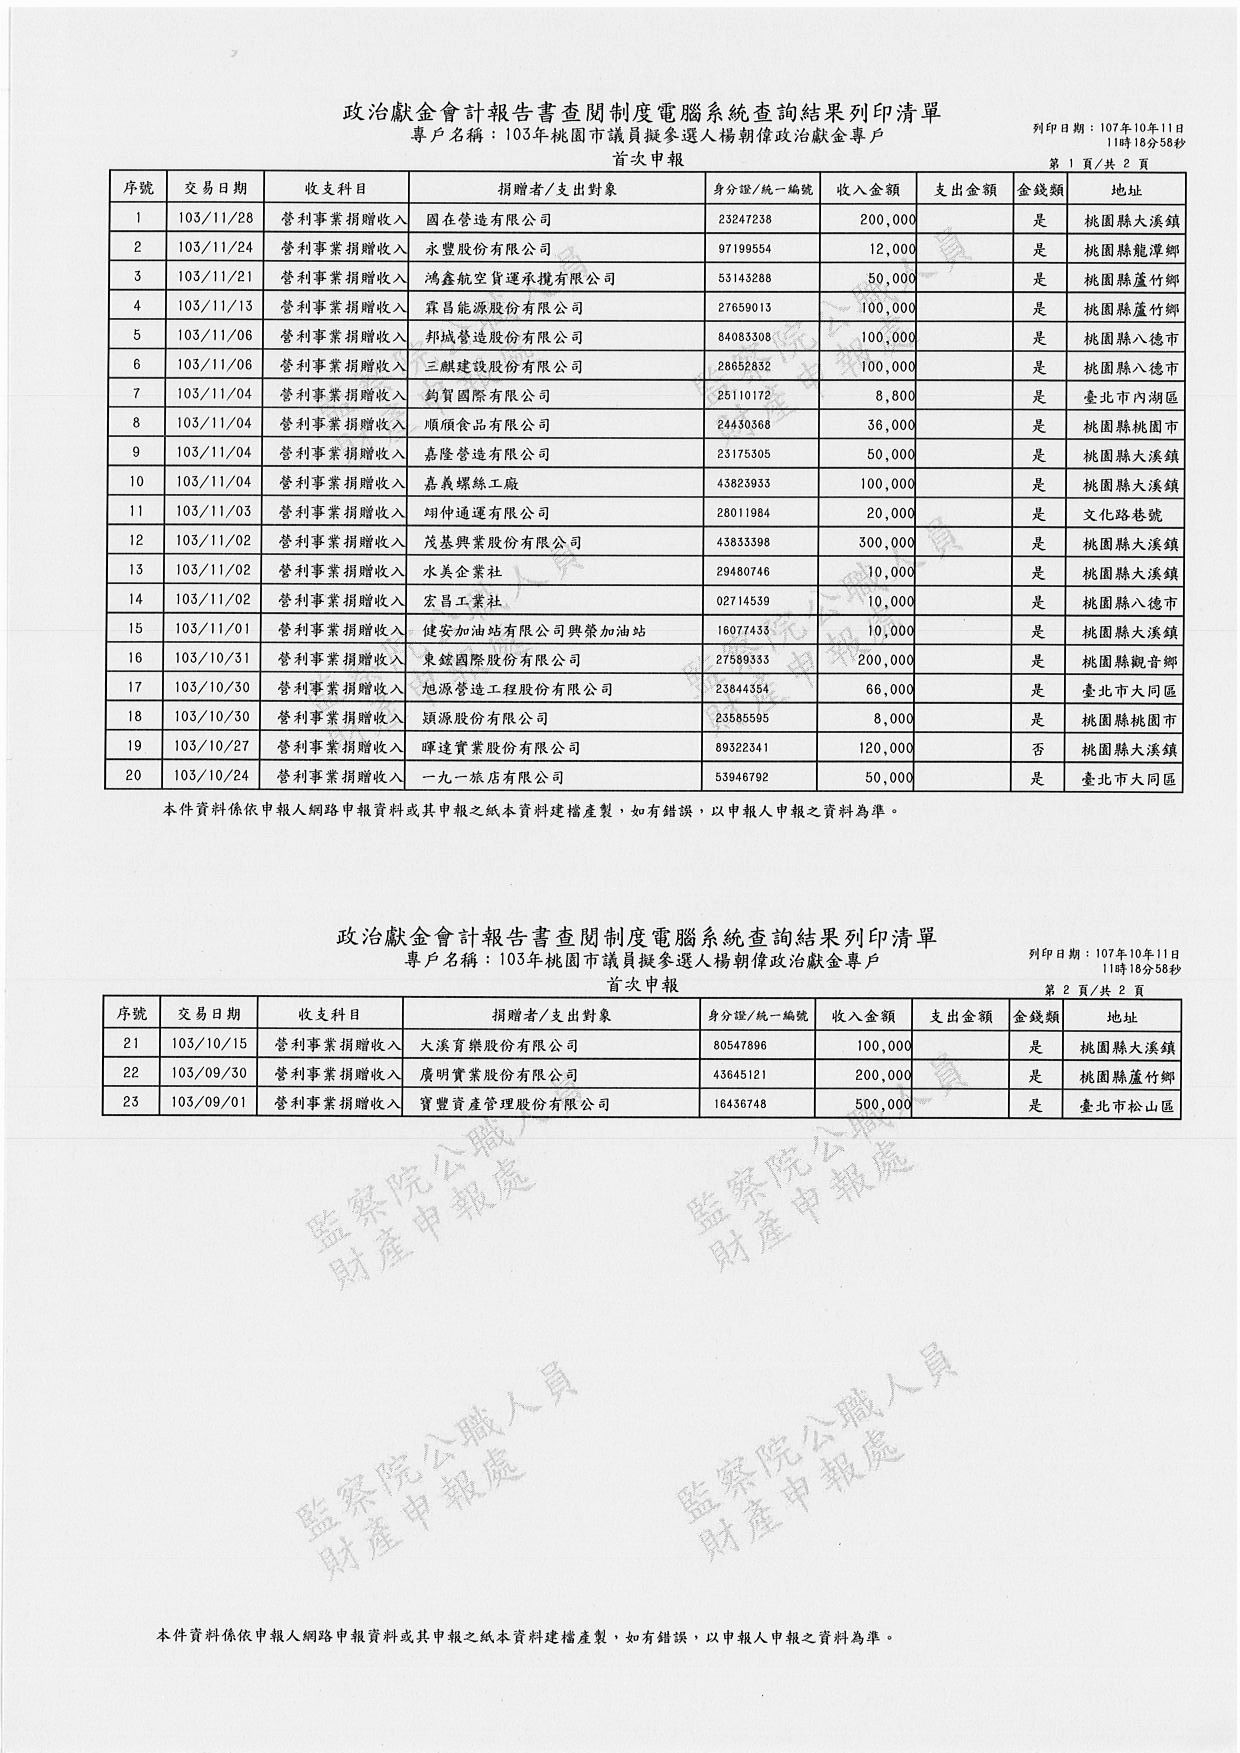 政治獻金會計報告書查閱制度電腦系統查詢結果列印清單
專戶名稱：103年桃園市議員擬參選人楊朝偉政治獻金專戶
列印日期：107年10年11日
11時18分58秒
首次申報
第 1 頁/共 2 頁
序號 交易日期 收支科目 捐贈者/支出對象 身分證/統一編號 收入金額 支出金額 金錢類 地址
1 103/11/28 營利事業捐贈收入 國在營造有限公司 23247238 200,000 是 桃園縣大溪鎮
2 103/11/24 營利事業捐贈收入 永豐股份有限公司 97199554 12,000 是 桃園縣龍潭鄉
3 103/11/21 營利事業捐贈收入 鴻鑫航空貨運承攬有限公司 53143288 50,000 是 桃園縣蘆竹鄉
4 103/11/13 營利事業捐贈收入 霖昌能源股份有限公司 27659013 100,000 是 桃園縣蘆竹鄉
5 103/11/06 營利事業捐贈收入 邦城營造股份有限公司 84083308 100,000 是 桃園縣八德市
6 103/11/06 營利事業捐贈收入 三麒建設股份有限公司 28652832 100,000 是 桃園縣八德市
7 103/11/04 營利事業捐贈收入 鈞賀國際有限公司 25110172 8,800 是 臺北市內湖區
8 103/11/04 營利事業捐贈收入 順頎食品有限公司 24430368 36,000 是 桃園縣桃園市
9 103/11/04 營利事業捐贈收入 嘉隆營造有限公司 23175305 50,000 是 桃園縣大溪鎮
10 103/11/04 營利事業捐贈收入 嘉義螺絲工廠 43823933 100,000 是 桃園縣大溪鎮
11 103/11/03 營利事業捐贈收入 翊仲通運有限公司 28011984 20,000 是 文化路巷號
12 103/11/02 營利事業捐贈收入 茂基興業股份有限公司 43833398 300,000 是 桃園縣大溪鎮
13 103/11/02 營利事業捐贈收入 水美企業社 29480746 10,000 是 桃園縣大溪鎮
14 103/11/02 營利事業捐贈收入 宏昌工業社 02714539 10,000 是 桃園縣八德市
15 103/11/01 營利事業捐贈收入 健安加油站有限公司興榮加油站 16077433 10,000 是 桃園縣大溪鎮
16 103/10/31 營利事業捐贈收入 東鋐國際股份有限公司 27589333 200,000 是 桃園縣觀音鄉
17 103/10/30 營利事業捐贈收入 旭源營造工程股份有限公司 23844354 66,000 是 臺北市大同區
18 103/10/30 營利事業捐贈收入 潁源股份有限公司 23585595 8,000 是 桃園縣桃園市
19 103/10/27 營利事業捐贈收入 暉達實業股份有限公司 89322341 120,000 否 桃園縣大溪鎮
20 103/10/24 營利事業捐贈收入 一九一旅店有限公司 53946792 50,000 是 臺北市大同區
本件資料係依申報人網路申報資料或其申報之紙本資料建檔產製，如有錯誤，以申報人申報之資料為準。
監察院公職人員
財產申報處
監察院公職人員
財產申報處
監察院公職人員
財產申報處
監察院公職人員
財產申報處
政治獻金會計報告書查閱制度電腦系統查詢結果列印清單
專戶名稱：103年桃園市議員擬參選人楊朝偉政治獻金專戶
列印日期：107年10年11日
11時18分58秒
首次申報
第 2 頁/共 2 頁
序號 交易日期 收支科目 捐贈者/支出對象 身分證/統一編號 收入金額 支出金額 金錢類 地址
21 103/10/15 營利事業捐贈收入 大溪育樂股份有限公司 80547896 100,000 是 桃園縣大溪鎮
22 103/09/30 營利事業捐贈收入 廣明實業股份有限公司 43645121 200,000 是 桃園縣蘆竹鄉
23 103/09/01 營利事業捐贈收入 寶豐資產管理股份有限公司 16436748 500,000 是 臺北市松山區
監察院公職人員
財產申報處
監察院公職人員
財產申報處
監察院公職人員
財產申報處
監察院公職人員
財產申報處
本件資料係依申報人網路申報資料或其申報之紙本資料建檔產製，如有錯誤，以申報人申報之資料為準。